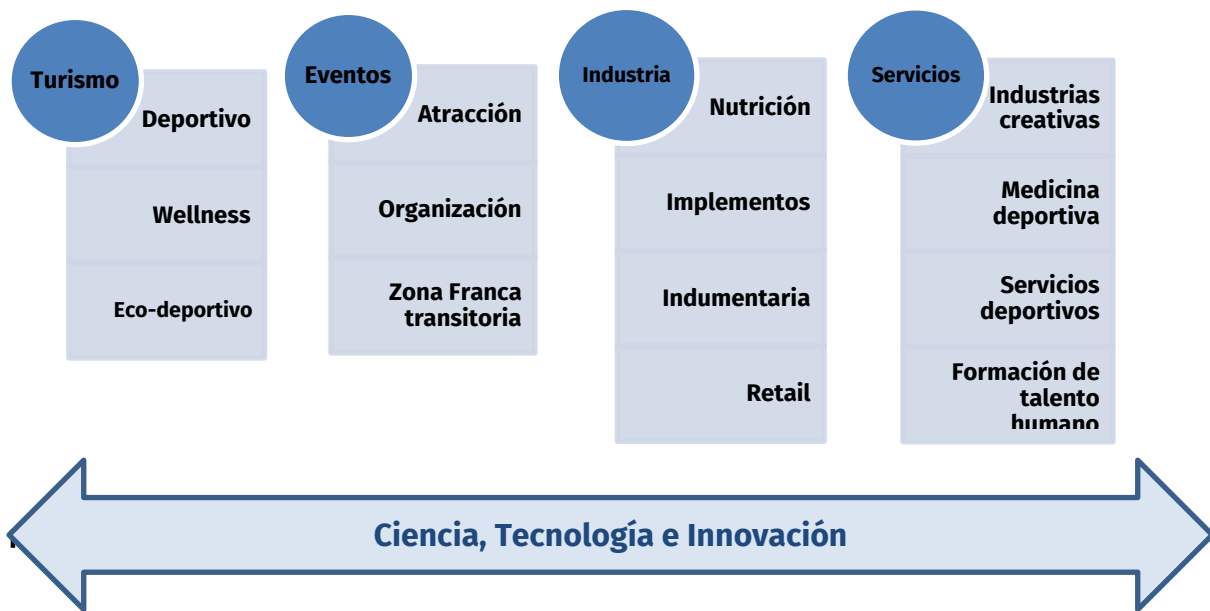 Turismo
Deportivo
Wellness
Eco-deportivo
Eventos
Atracción
Organización
Zona Franca
transitoria
Industria
Nutrición
Implementos
Indumentaria
Retail
Servicios
Industrias
creativas
Medicina
deportiva
Servicios
deportivos
Formación de
talento
humano
Ciencia, Tecnología e Innovación